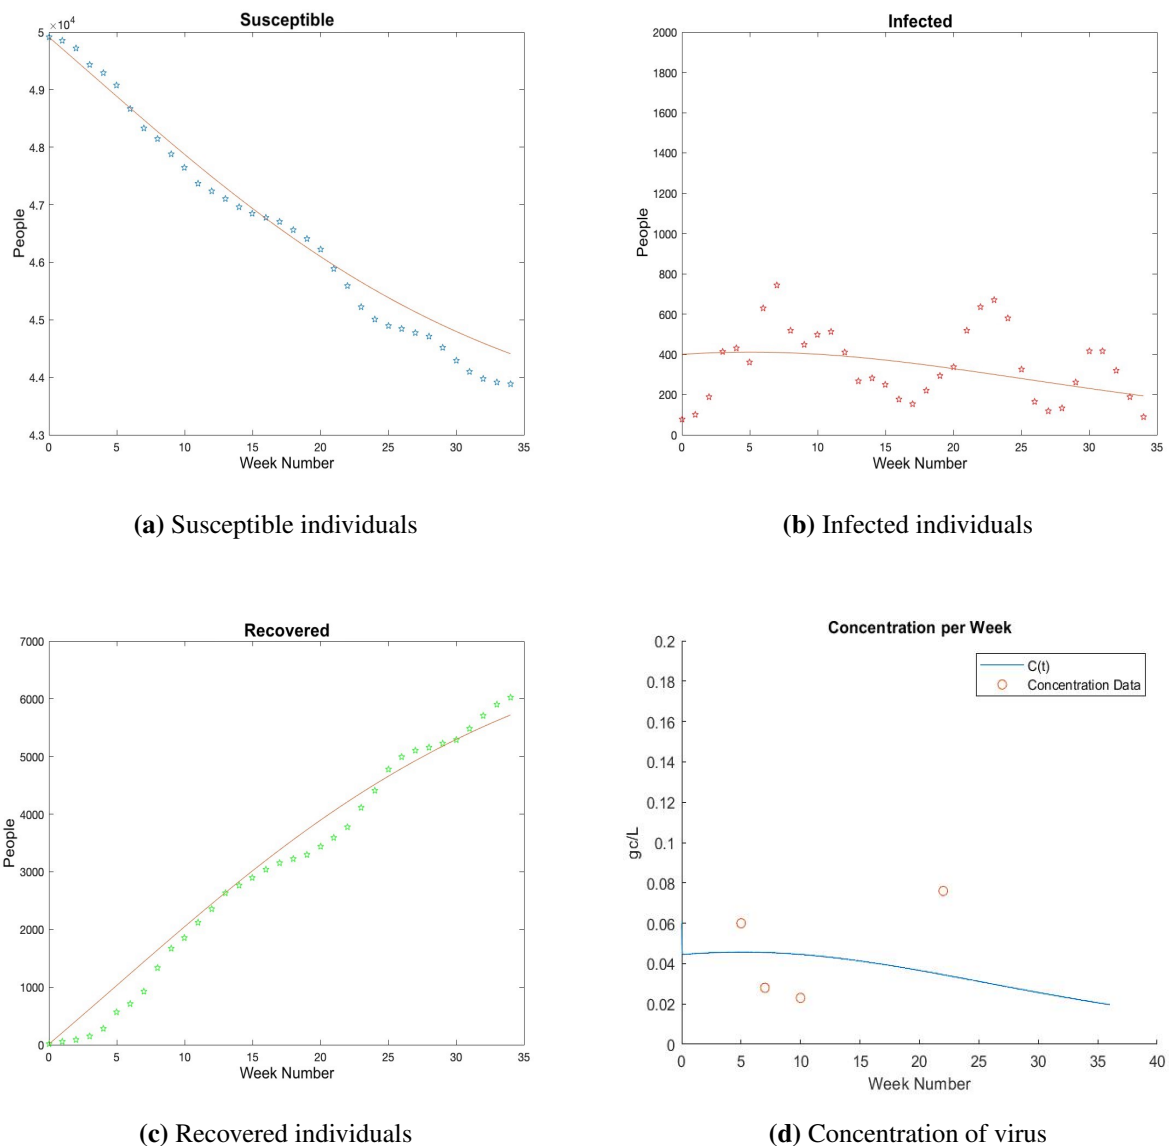 Susceptible
×10⁴
5
4.9
4.8
4.7
4.6
4.5
4.4
4.3
People
0 5 10 15 20 25 30 35
Week Number
(a) Susceptible individuals
Infected
2000
1800
1600
1400
1200
1000
800
600
400
200
0
People
0 5 10 15 20 25 30 35
Week Number
(b) Infected individuals
Recovered
7000
6000
5000
4000
3000
2000
1000
0
People
0 5 10 15 20 25 30 35
Week Number
(c) Recovered individuals
Concentration per Week
C(t)
Concentration Data
0.2
0.18
0.16
0.14
0.12
0.1
0.08
0.06
0.04
0.02
0
gc/L
0 5 10 15 20 25 30 35 40
Week Number
(d) Concentration of virus